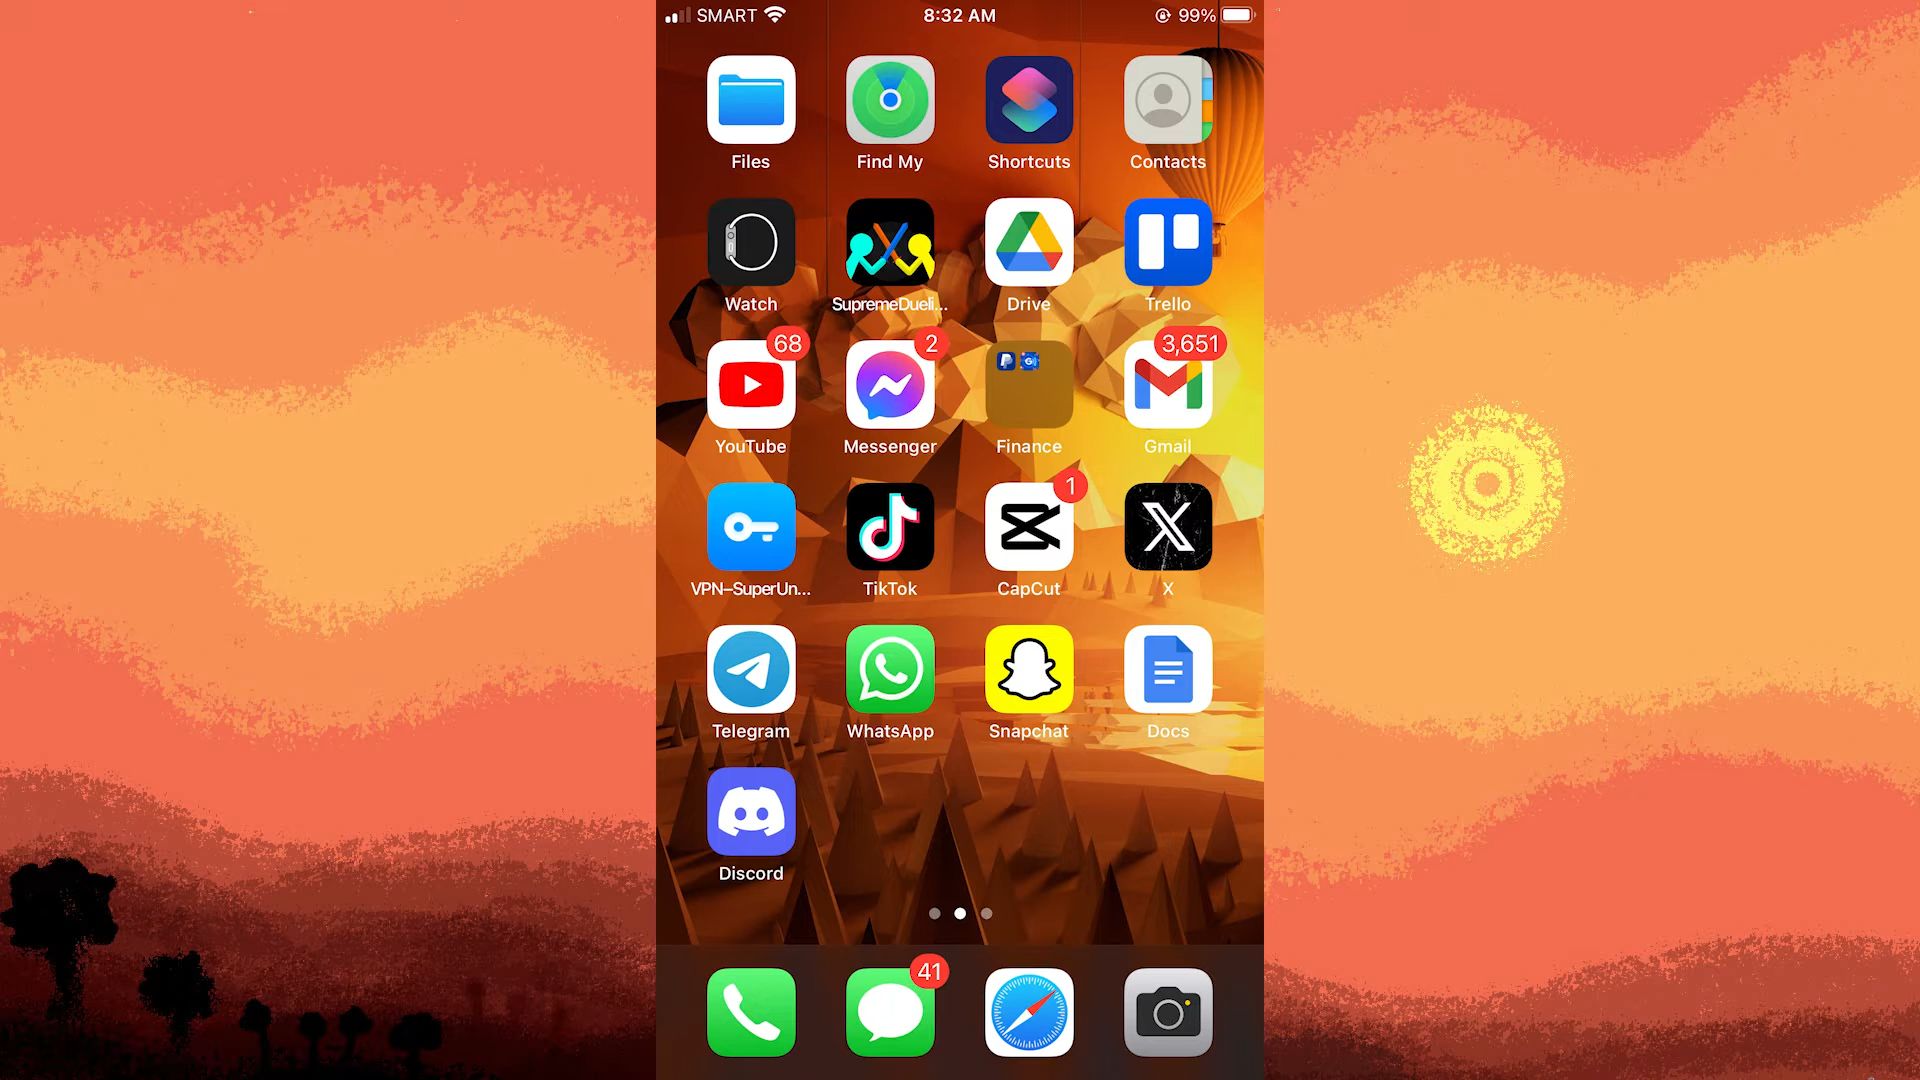 SMART 8:32 AM 99%
Files Find My Shortcuts Contacts
Watch SupremeDueli... Drive Trello
68 2 3,651
YouTube Messenger Finance Gmail
1
VPN–SuperUn... TikTok CapCut X
Telegram WhatsApp Snapchat Docs
Discord
41